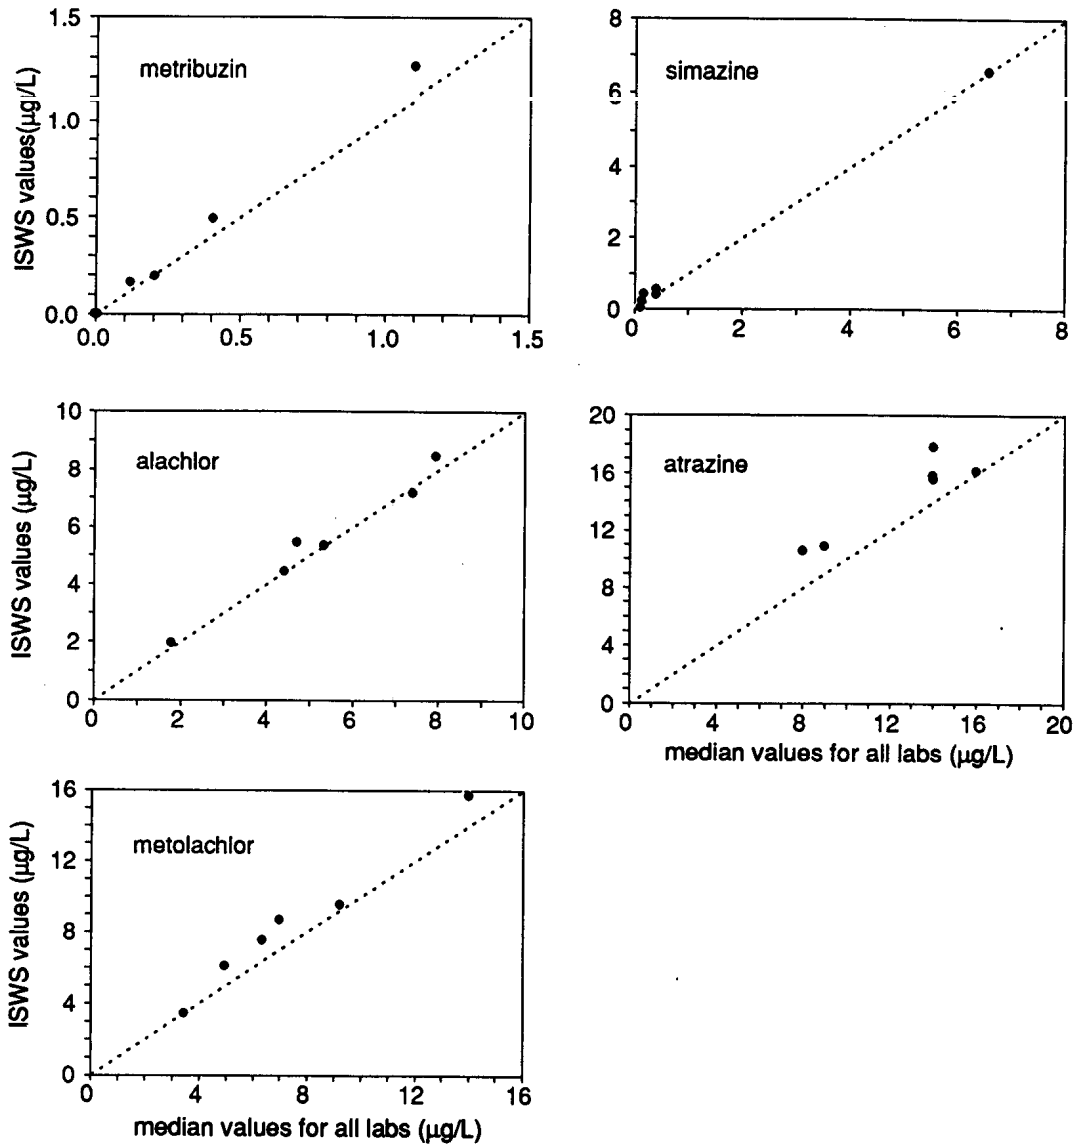 1.5
metribuzin
1.0
0.5
0.0
0.0 0.5 1.0 1.5
ISWS values(µg/L)
8
simazine
6
4
2
0
0 2 4 6 8
10
alachlor
8
6
4
2
0
0 2 4 6 8 10
ISWS values (µg/L)
20
atrazine
16
12
8
4
0
0 4 8 12 16 20
median values for all labs (µg/L)
16
metolachlor
12
8
4
0
0 4 8 12 16
ISWS values (µg/L)
median values for all labs (µg/L)